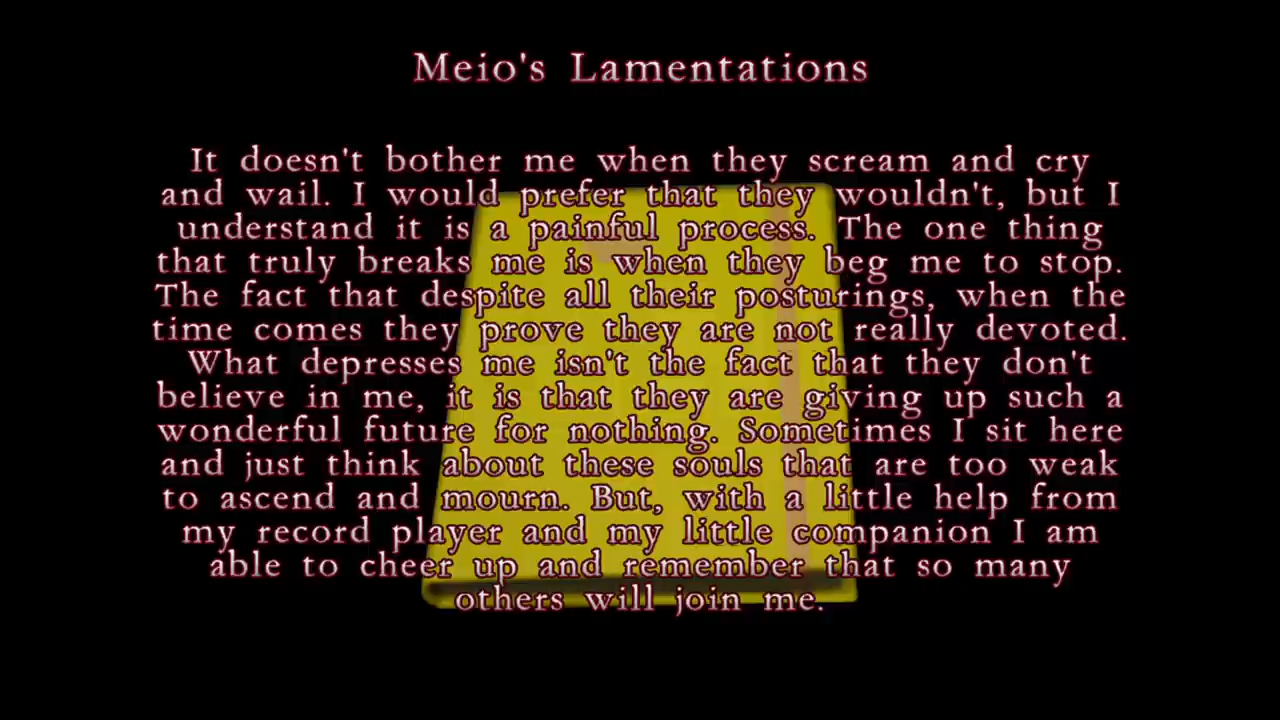 Meio's Lamentations
It doesn't bother me when they scream and cry
and wail. I would prefer that they wouldn't, but I
understand it is a painful process. The one thing
that truly breaks me is when they beg me to stop.
The fact that despite all their posturings, when the
time comes they prove they are not really devoted.
What depresses me isn't the fact that they don't
believe in me, it is that they are giving up such a
wonderful future for nothing. Sometimes I sit here
and just think about these souls that are too weak
to ascend and mourn. But, with a little help from
my record player and my little companion I am
able to cheer up and remember that so many
others will join me.